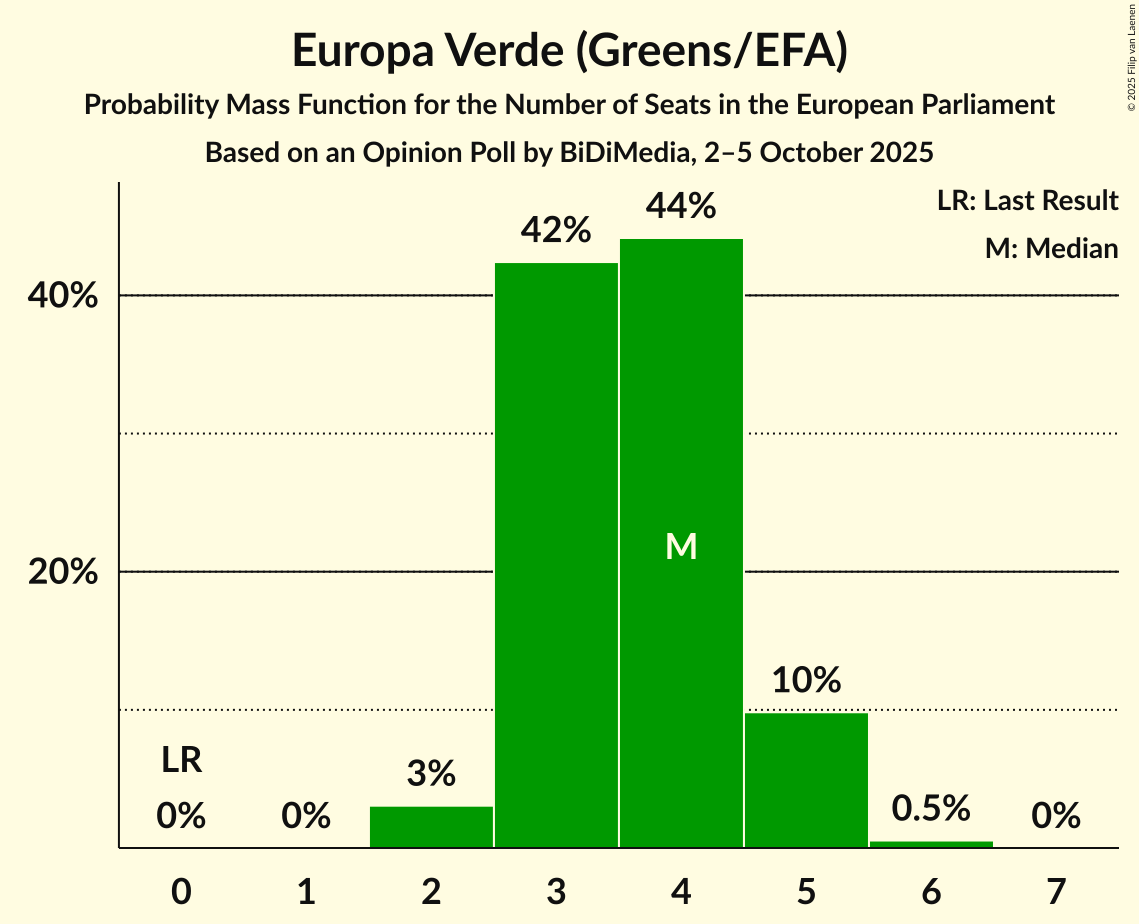 Europa Verde (Greens/EFA)
Probability Mass Function for the Number of Seats in the European Parliament
Based on an Opinion Poll by BiDiMedia, 2–5 October 2025
© 2025 Filip van Laenen
LR: Last Result
M: Median
40%
20%
LR
0%
0%
3%
42%
44%
M
10%
0.5%
0%
0 1 2 3 4 5 6 7